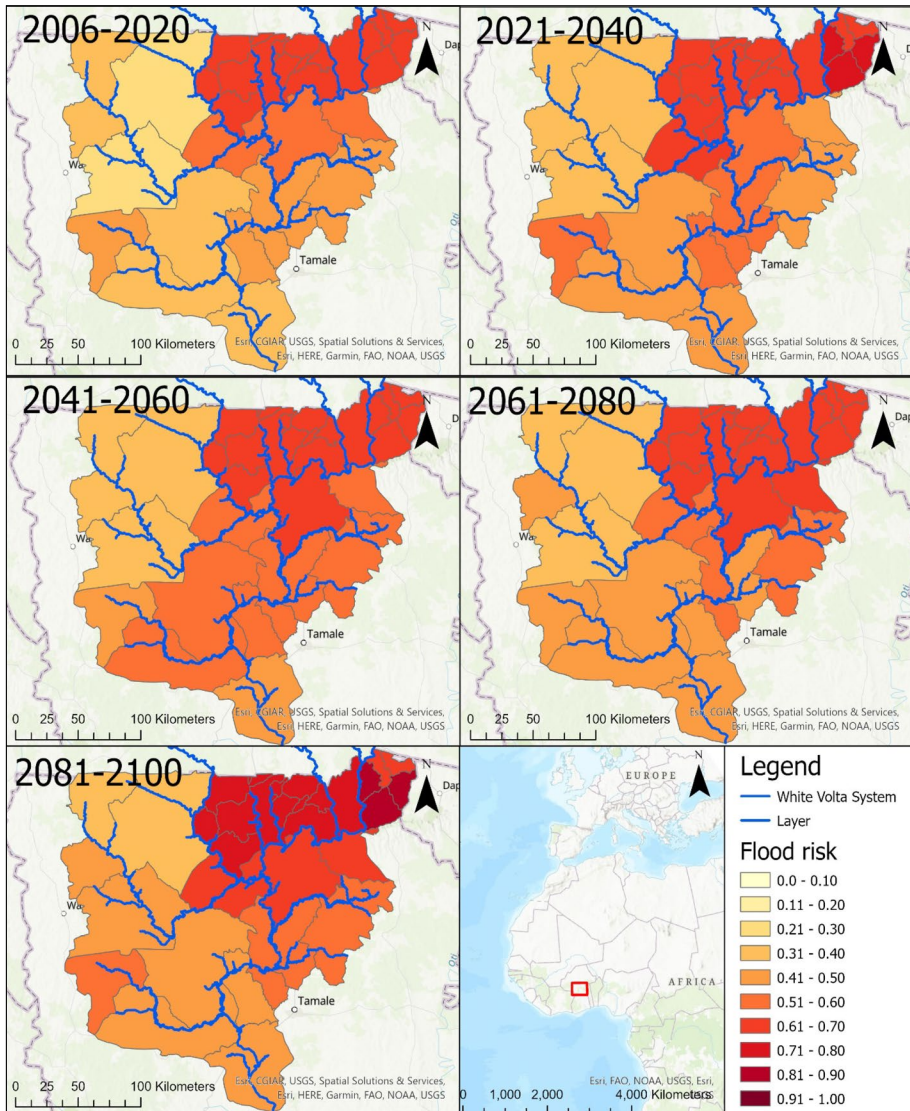 2006-2020
N
Dap
Wa
Tamale
0 25 50 100 Kilometers
Esri, CGIAR, USGS, Spatial Solutions & Services,
Esri, HERE, Garmin, FAO, NOAA, USGS
2021-2040
N
Dap
Wa
Tamale
0 25 50 100 Kilometers
Esri, CGIAR, USGS, Spatial Solutions & Services,
Esri, HERE, Garmin, FAO, NOAA, USGS
2041-2060
N
D
Wa
Oti
Tamale
0 25 50 100 Kilometers
Esri, CGIAR, USGS, Spatial Solutions & Services,
Esri, HERE, Garmin, FAO, NOAA, USGS
2061-2080
N
Dap
Wa
Oti
Tamale
0 25 50 100 Kilometers
Esri, CGIAR, USGS, Spatial Solutions & Services,
Esri, HERE, Garmin, FAO, NOAA, USGS
2081-2100
N
Dap
Wa
Tamale
0 25 50 100 Kilometers
Esri, CGIAR, USGS, Spatial Solutions & Services,
Esri, HERE, Garmin, FAO, NOAA, USGS
N
EUROPE
AFRICA
Esri, FAO, NOAA, USGS, Esri,
0 1,000 2,000 4,000 Kilometers
Legend
White Volta System
Layer
Flood risk
0.0 - 0.10
0.11 - 0.20
0.21 - 0.30
0.31 - 0.40
0.41 - 0.50
0.51 - 0.60
0.61 - 0.70
0.71 - 0.80
0.81 - 0.90
0.91 - 1.00